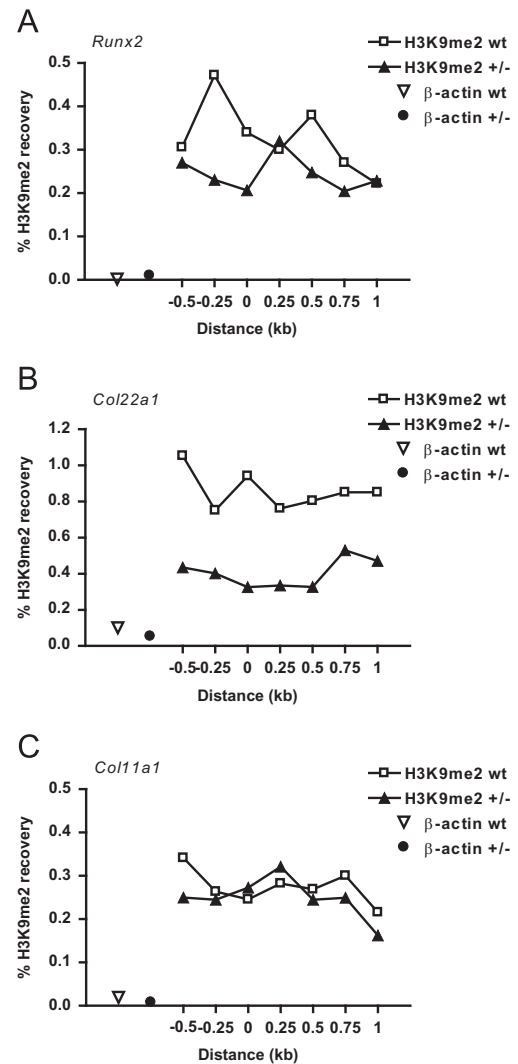 A
Runx2
H3K9me2 wt
H3K9me2 +/-
β-actin wt
β-actin +/-
% H3K9me2 recovery
0.5
0.4
0.3
0.2
0.1
0.0
-0.5 -0.25 0 0.25 0.5 0.75 1
Distance (kb)
B
Col22a1
H3K9me2 wt
H3K9me2 +/-
β-actin wt
β-actin +/-
% H3K9me2 recovery
1.2
1.0
0.8
0.6
0.4
0.2
0.0
-0.5 -0.25 0 0.25 0.5 0.75 1
Distance (kb)
C
Col11a1
H3K9me2 wt
H3K9me2 +/-
β-actin wt
β-actin +/-
% H3K9me2 recovery
0.5
0.4
0.3
0.2
0.1
0.0
-0.5 -0.25 0 0.25 0.5 0.75 1
Distance (kb)